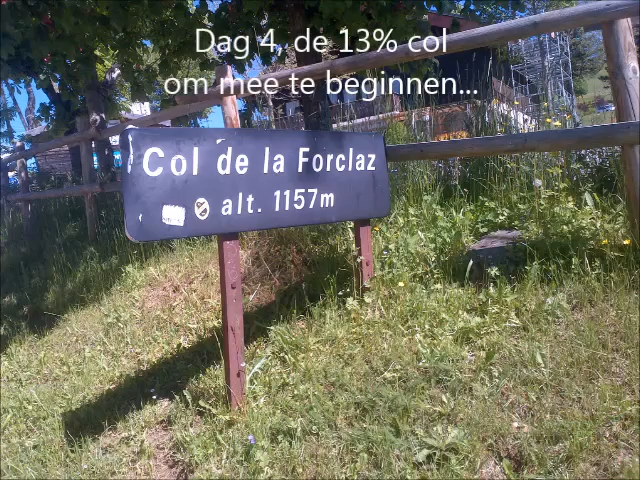 Dag 4, de 13% col
om mee te beginnen...
Col de la Forclaz
alt. 1157m